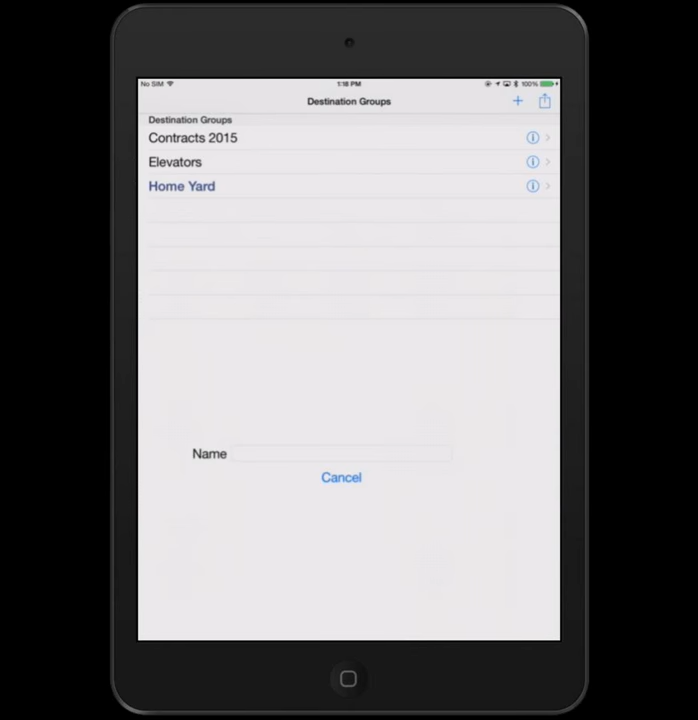 No SIM 1:18 PM 100%
Destination Groups
Destination Groups
Contracts 2015
Elevators
Home Yard
Name
Cancel